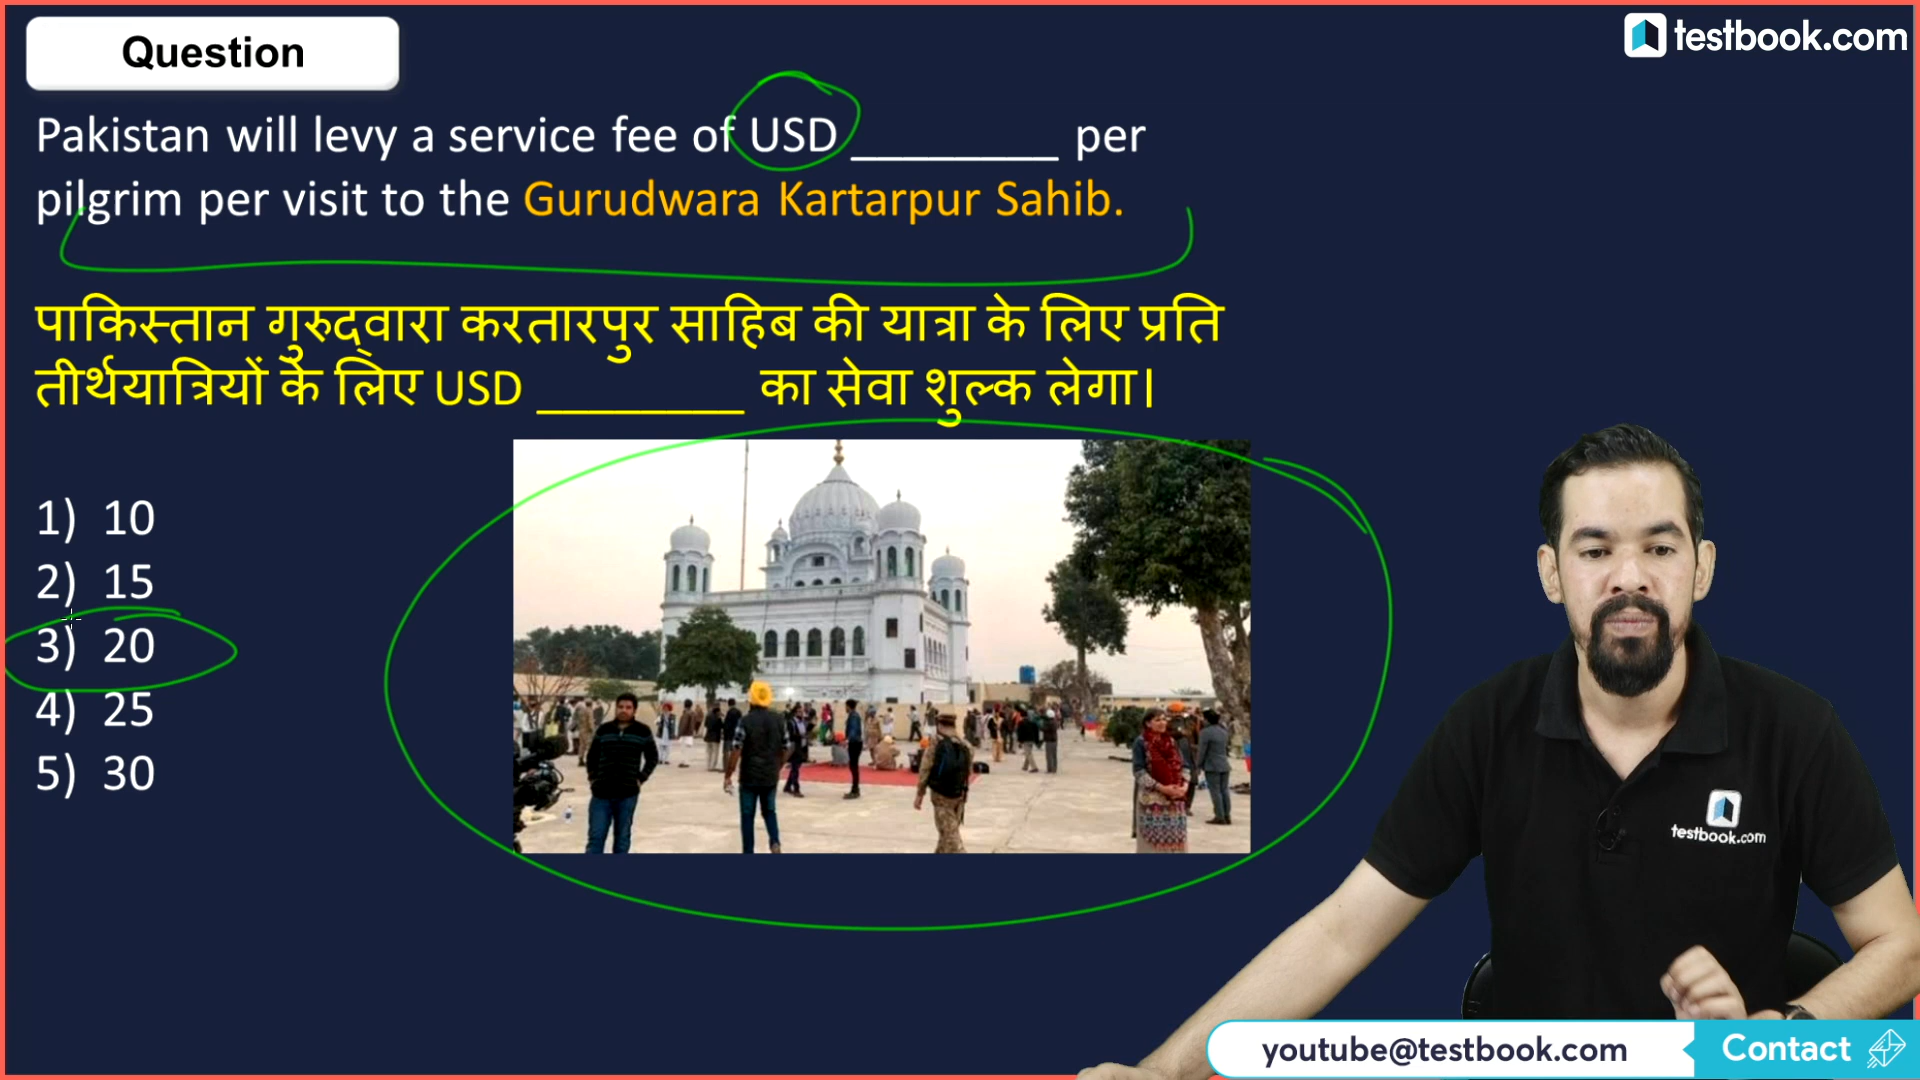 Question
testbook.com
Pakistan will levy a service fee of USD ________ per
pilgrim per visit to the Gurudwara Kartarpur Sahib.
पाकिस्तान गुरुद्वारा करतारपुर साहिब की यात्रा के लिए प्रति
तीर्थयात्रियों के लिए USD ________ का सेवा शुल्क लेगा।
1) 10
2) 15
3) 20
4) 25
5) 30
testbook.com
youtube@testbook.com
Contact